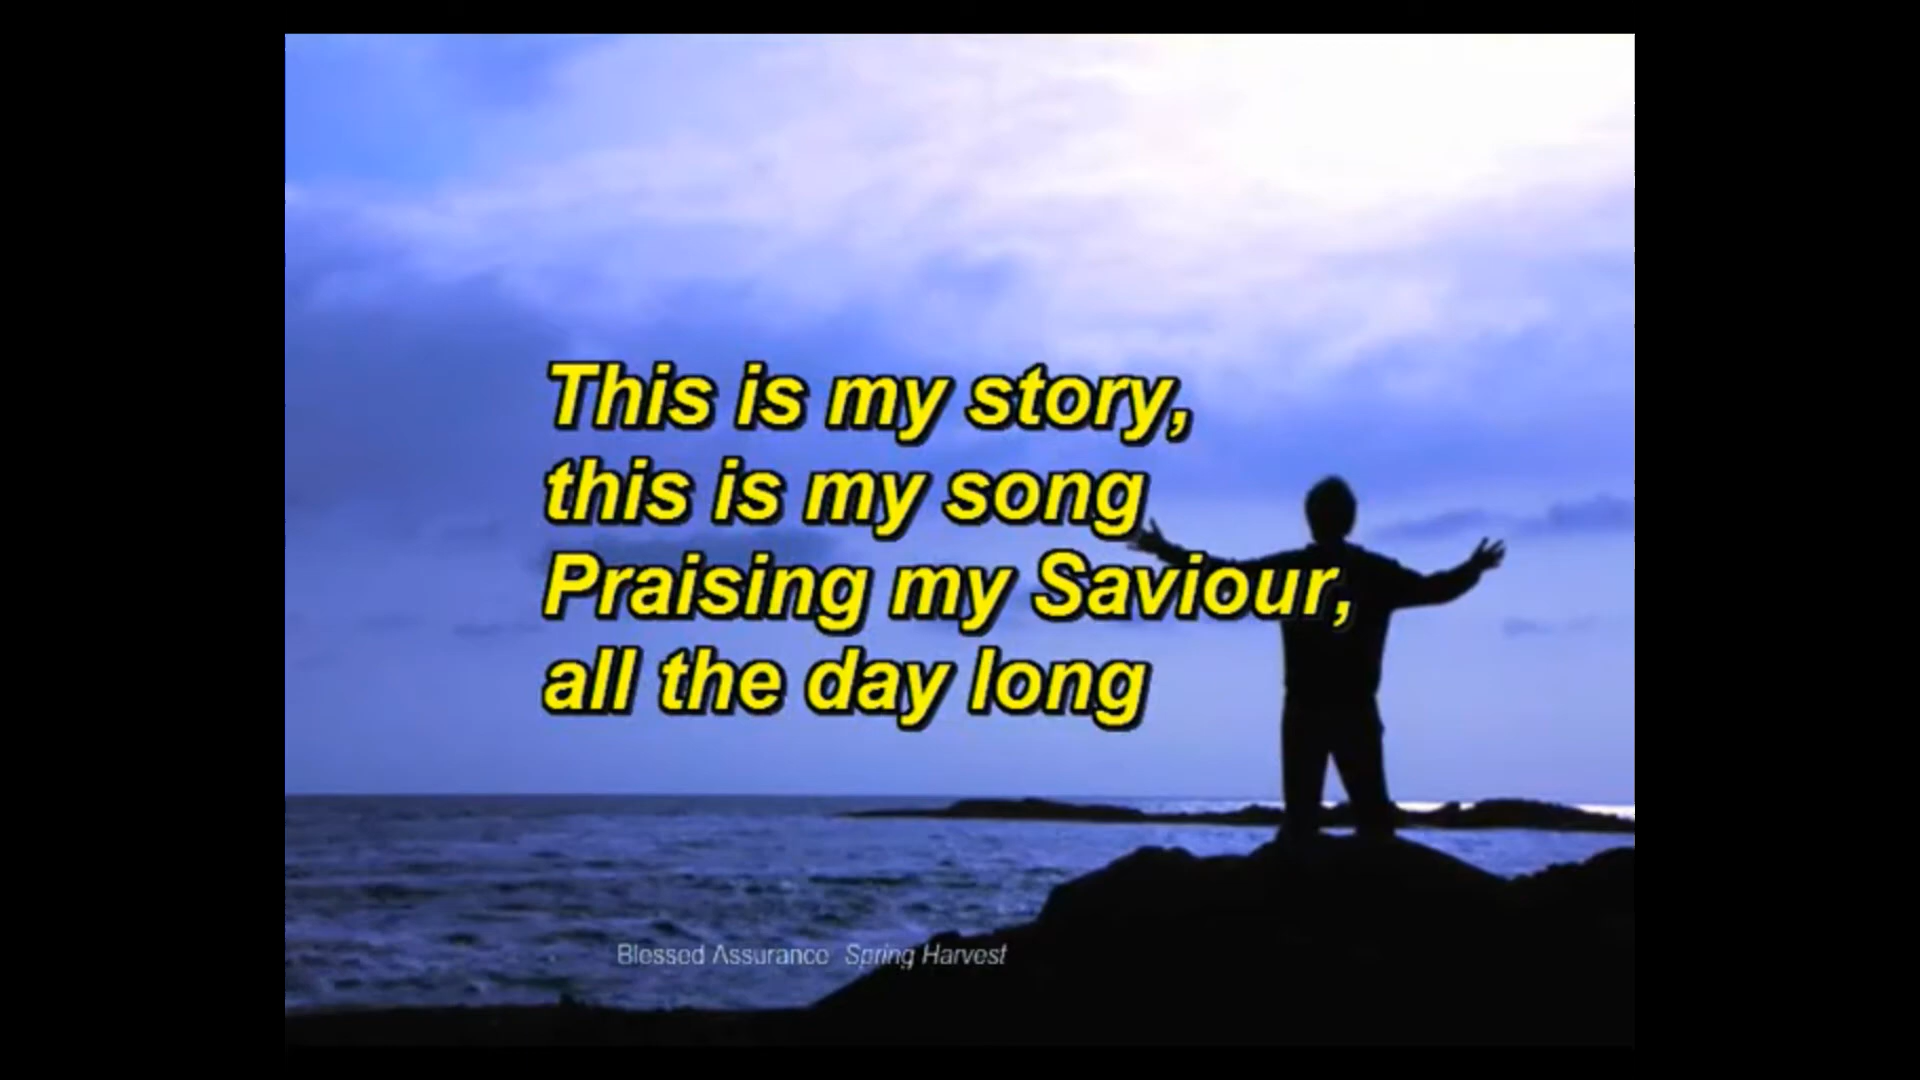 This is my story,
this is my song
Praising my Saviour,
all the day long
Blessed Assurance Spring Harvest